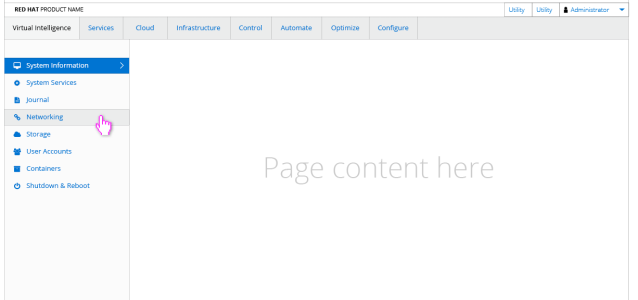 RED HAT PRODUCT NAME Utility Utility Administrator
Virtual Intelligence Services Cloud Infrastructure Control Automate Optimize Configure
System Information
System Services
Journal
Networking
Storage
User Accounts
Containers
Shutdown & Reboot
Page content here